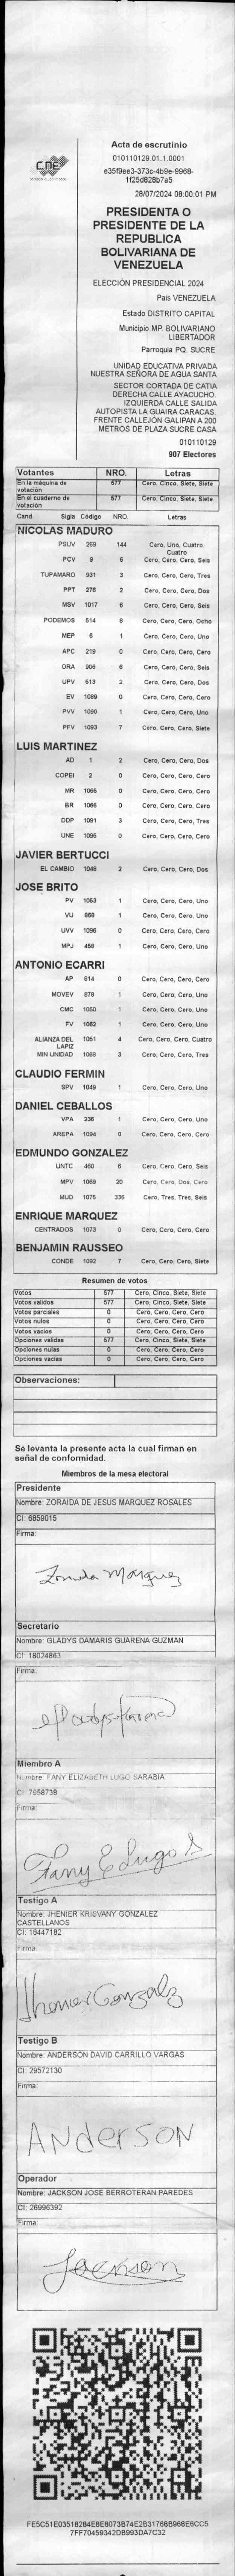 CNE
Acta de escrutinio
010110129.01.1.0001
e35f9ee3-373c-4b9e-9968-
1f25d828b7a5
28/07/2024 08:00:01 PM
PRESIDENTA O
PRESIDENTE DE LA
REPUBLICA
BOLIVARIANA DE
VENEZUELA
ELECCIÓN PRESIDENCIAL 2024
País VENEZUELA
Estado DISTRITO CAPITAL
Municipio MP. BOLIVARIANO
LIBERTADOR
Parroquia PQ. SUCRE
UNIDAD EDUCATIVA PRIVADA
NUESTRA SEÑORA DE AGUA SANTA
SECTOR CORTADA DE CATIA
DERECHA CALLE AYACUCHO.
IZQUIERDA CALLE SALIDA
AUTOPISTA LA GUAIRA CARACAS.
FRENTE CALLEJÓN GALIPAN A 200
METROS DE PLAZA SUCRE CASA
010110129
907 Electores
Votantes NRO. Letras
En la máquina de votación 577 Cero, Cinco, Siete, Siete
En el cuaderno de votación 577 Cero, Cinco, Siete, Siete
Cand. Sigla Código NRO. Letras
NICOLAS MADURO
PSUV 269 144 Cero, Uno, Cuatro, Cuatro
PCV 9 6 Cero, Cero, Cero, Seis
TUPAMARO 931 3 Cero, Cero, Cero, Tres
PPT 276 2 Cero, Cero, Cero, Dos
MSV 1017 6 Cero, Cero, Cero, Seis
PODEMOS 514 8 Cero, Cero, Cero, Ocho
MEP 6 1 Cero, Cero, Cero, Uno
APC 219 0 Cero, Cero, Cero, Cero
ORA 906 6 Cero, Cero, Cero, Seis
UPV 513 2 Cero, Cero, Cero, Dos
EV 1089 0 Cero, Cero, Cero, Cero
PVV 1090 1 Cero, Cero, Cero, Uno
PFV 1093 7 Cero, Cero, Cero, Siete
LUIS MARTINEZ
AD 1 2 Cero, Cero, Cero, Dos
COPEI 2 0 Cero, Cero, Cero, Cero
MR 1065 0 Cero, Cero, Cero, Cero
BR 1066 0 Cero, Cero, Cero, Cero
DDP 1091 3 Cero, Cero, Cero, Tres
UNE 1095 0 Cero, Cero, Cero, Cero
JAVIER BERTUCCI
EL CAMBIO 1048 2 Cero, Cero, Cero, Dos
JOSE BRITO
PV 1063 1 Cero, Cero, Cero, Uno
VU 868 1 Cero, Cero, Cero, Uno
UVV 1096 0 Cero, Cero, Cero, Cero
MPJ 458 1 Cero, Cero, Cero, Uno
ANTONIO ECARRI
AP 814 0 Cero, Cero, Cero, Cero
MOVEV 878 1 Cero, Cero, Cero, Uno
CMC 1050 1 Cero, Cero, Cero, Uno
FV 1062 1 Cero, Cero, Cero, Uno
ALIANZA DEL LAPIZ 1051 4 Cero, Cero, Cero, Cuatro
MIN UNIDAD 1068 3 Cero, Cero, Cero, Tres
CLAUDIO FERMIN
SPV 1049 1 Cero, Cero, Cero, Uno
DANIEL CEBALLOS
VPA 236 1 Cero, Cero, Cero, Uno
AREPA 1094 0 Cero, Cero, Cero, Cero
EDMUNDO GONZALEZ
UNTC 460 6 Cero, Cero, Cero, Seis
MPV 1069 20 Cero, Cero, Dos, Cero
MUD 1075 336 Cero, Tres, Tres, Seis
ENRIQUE MARQUEZ
CENTRADOS 1073 0 Cero, Cero, Cero, Cero
BENJAMIN RAUSSEO
CONDE 1092 7 Cero, Cero, Cero, Siete
Resumen de votos
Votos 577 Cero, Cinco, Siete, Siete
Votos validos 577 Cero, Cinco, Siete, Siete
Votos parciales 0 Cero, Cero, Cero, Cero
Votos nulos 0 Cero, Cero, Cero, Cero
Votos vacios 0 Cero, Cero, Cero, Cero
Opciones validas 577 Cero, Cinco, Siete, Siete
Opciones nulas 0 Cero, Cero, Cero, Cero
Opciones vacias 0 Cero, Cero, Cero, Cero
Observaciones:
Se levanta la presente acta la cual firman en
señal de conformidad.
Miembros de la mesa electoral
Presidente
Nombre: ZORAIDA DE JESUS MARQUEZ ROSALES
CI: 6859015
Firma:
Zoraida Marquez
Secretario
Nombre: GLADYS DAMARIS GUARENA GUZMAN
CI: 18024863
Firma:
Miembro A
Nombre: FANY ELIZABETH LUGO SARABIA
CI: 7958738
Firma:
Fany E Lugo S
Testigo A
Nombre: JHENIER KRISVANY GONZALEZ
CASTELLANOS
CI: 18447182
Firma:
Jhenier Gonzalz
Testigo B
Nombre: ANDERSON DAVID CARRILLO VARGAS
CI: 29572130
Firma:
ANderSON
Operador
Nombre: JACKSON JOSE BERROTERAN PAREDES
CI: 26996392
Firma:
Jackson
FE5C51E03518264E8E6073B74E2B31768B968E6CC5
7FF70459342DB993DA7C32